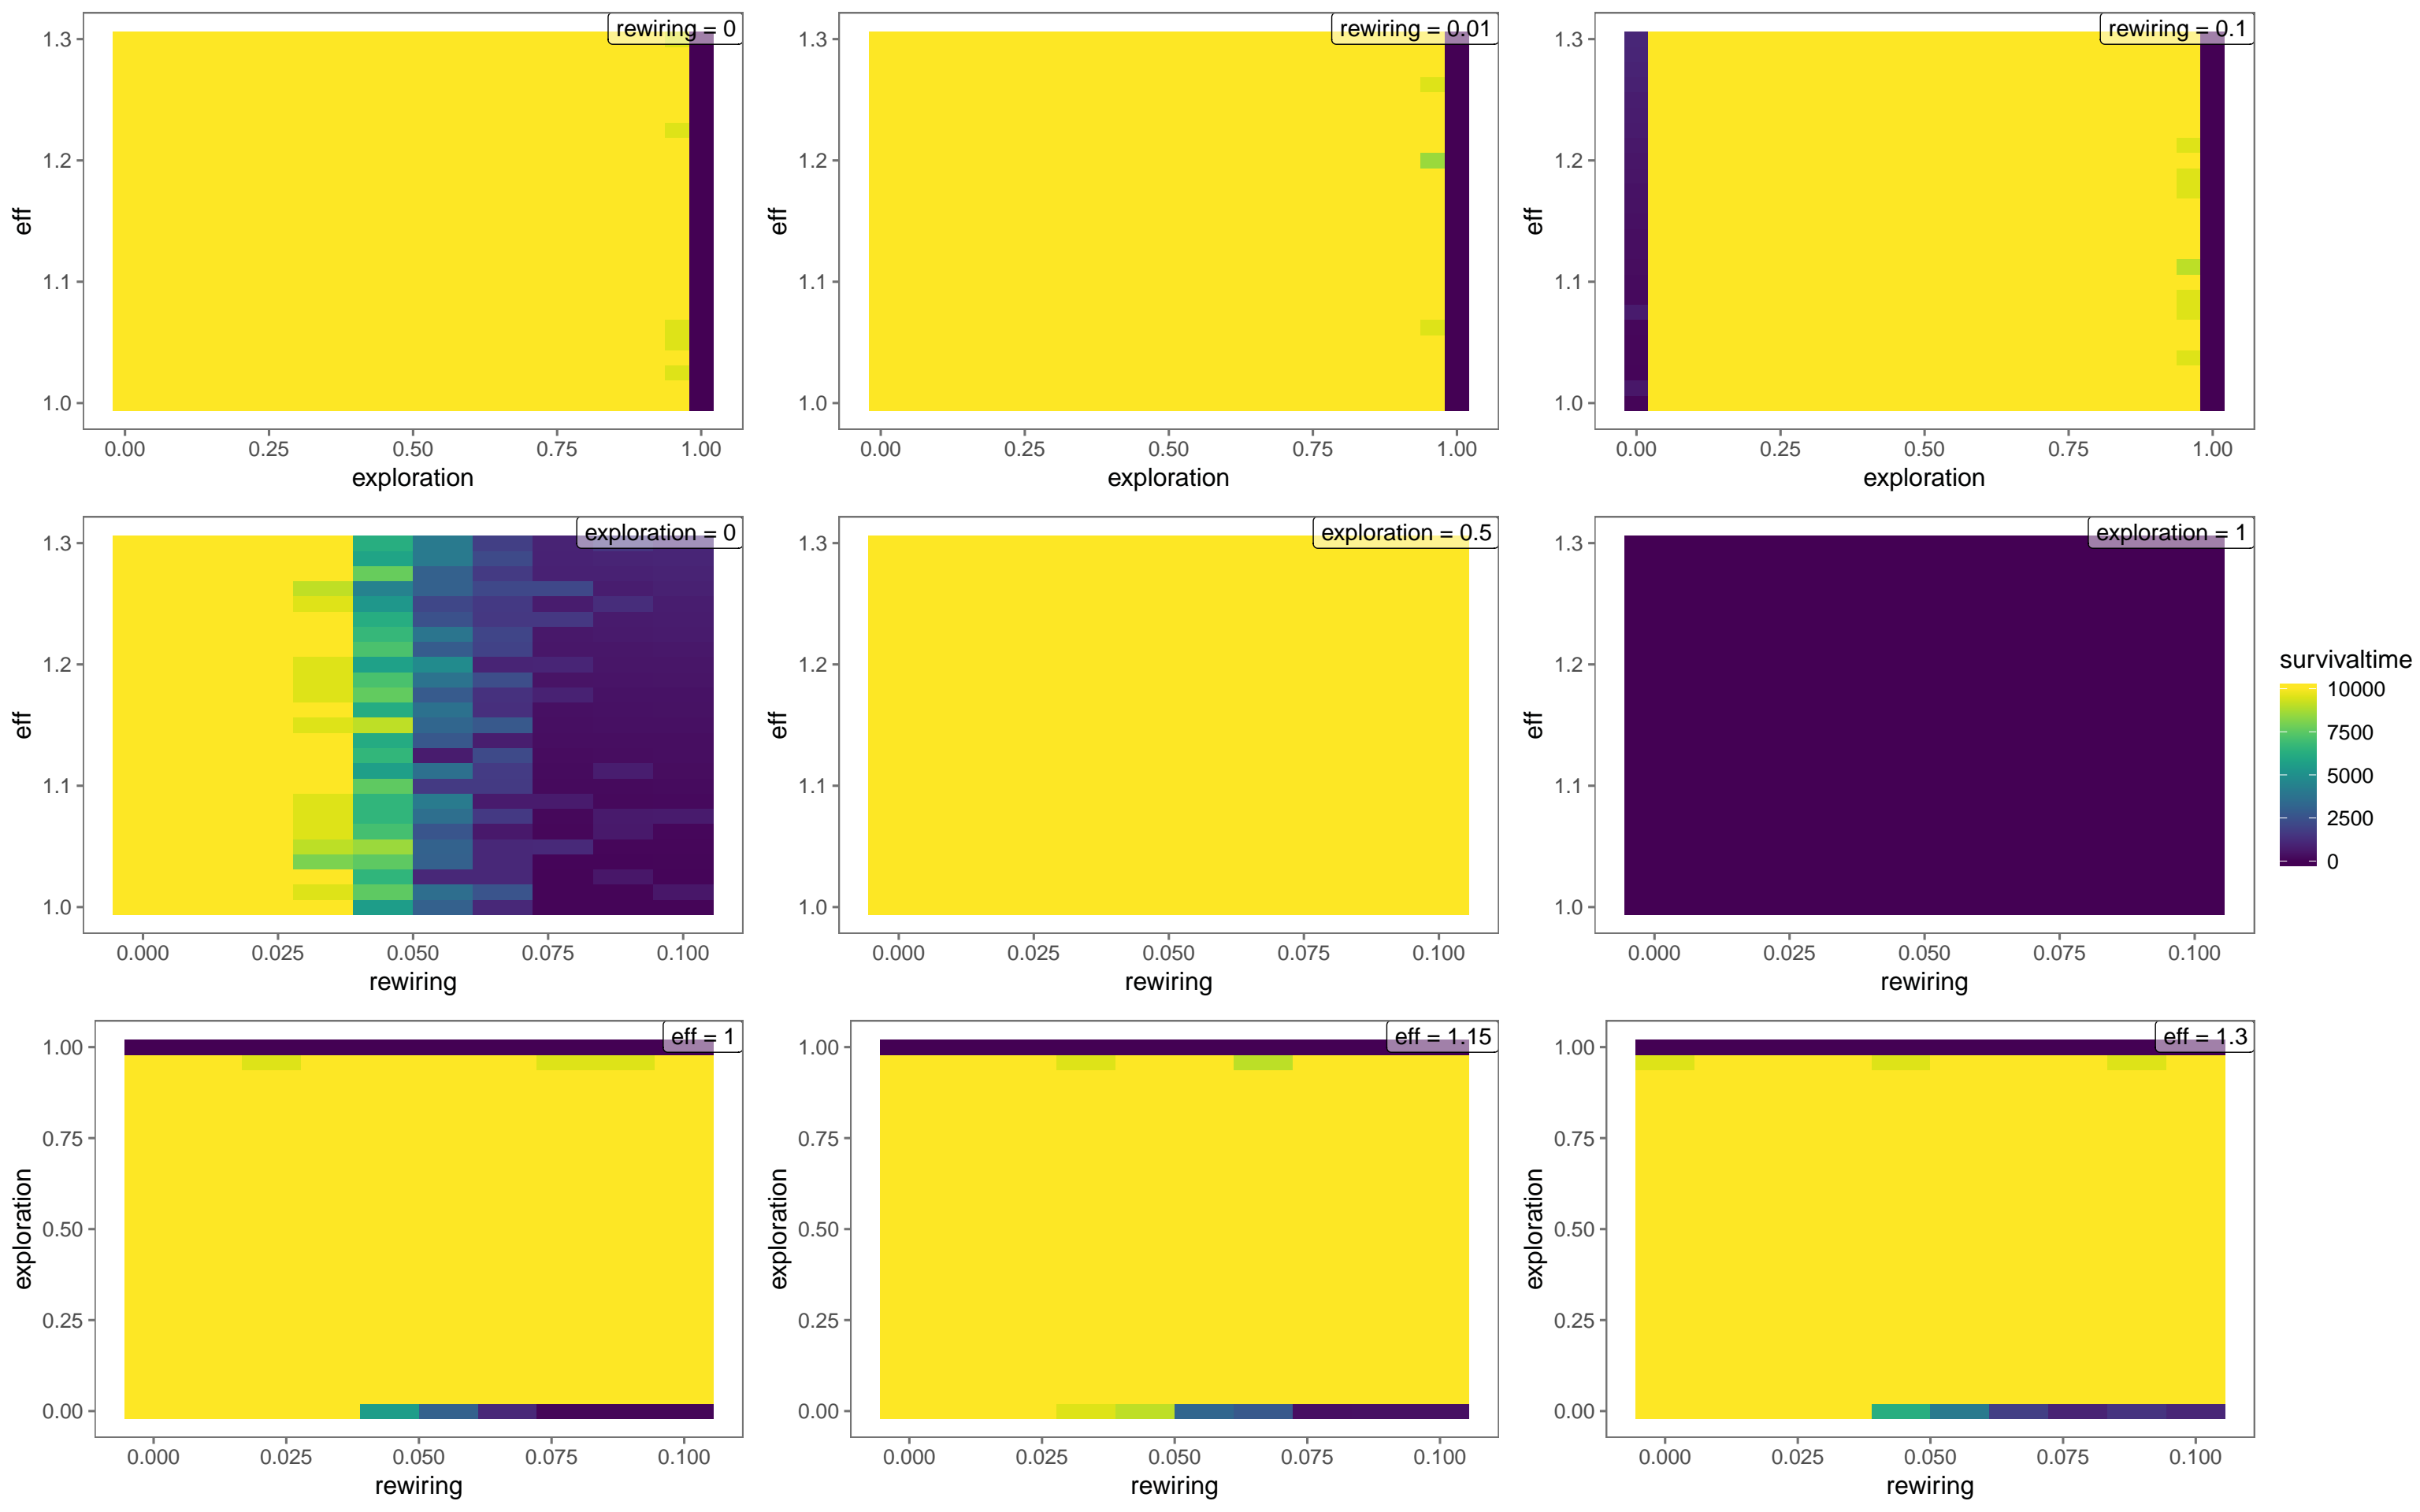 rewiring = 0
1.3
1.2
1.1
1.0
eff
0.00 0.25 0.50 0.75 1.00
exploration
rewiring = 0.01
1.3
1.2
1.1
1.0
eff
0.00 0.25 0.50 0.75 1.00
exploration
rewiring = 0.1
1.3
1.2
1.1
1.0
eff
0.00 0.25 0.50 0.75 1.00
exploration
exploration = 0
1.3
1.2
1.1
1.0
eff
0.000 0.025 0.050 0.075 0.100
rewiring
exploration = 0.5
1.3
1.2
1.1
1.0
eff
0.000 0.025 0.050 0.075 0.100
rewiring
exploration = 1
1.3
1.2
1.1
1.0
eff
0.000 0.025 0.050 0.075 0.100
rewiring
survivaltime
10000
7500
5000
2500
0
eff = 1
1.00
0.75
0.50
0.25
0.00
exploration
0.000 0.025 0.050 0.075 0.100
rewiring
eff = 1.15
1.00
0.75
0.50
0.25
0.00
exploration
0.000 0.025 0.050 0.075 0.100
rewiring
eff = 1.3
1.00
0.75
0.50
0.25
0.00
exploration
0.000 0.025 0.050 0.075 0.100
rewiring